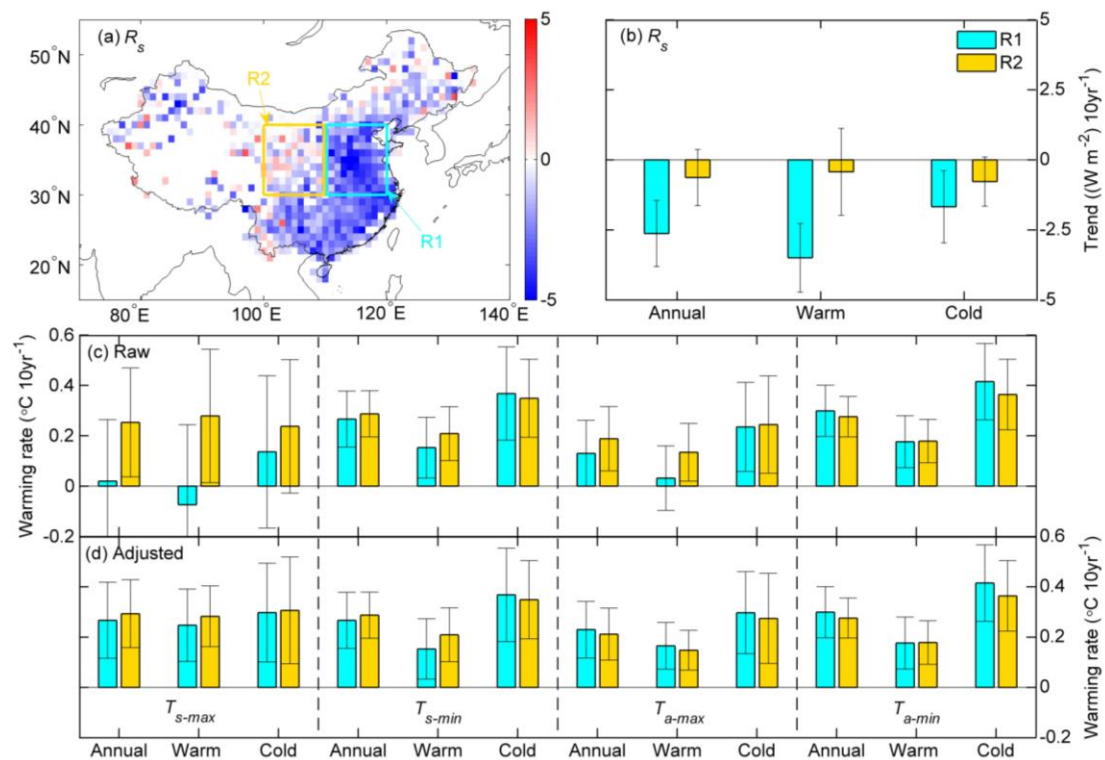 (a) Rs
50°N
40°N
30°N
20°N
80°E
100°E
120°E
140°E
R2
R1
5
0
-5
(b) Rs
R1
R2
5
2.5
0
-2.5
-5
Trend ((W m-2) 10yr-1)
Annual Warm Cold
(c) Raw
0.6
0.4
0.2
0
-0.2
Warming rate (°C 10yr-1)
(d) Adjusted
0.6
0.4
0.2
0
-0.2
Warming rate (°C 10yr-1)
Ts-max Ts-min Ta-max Ta-min
Annual Warm Cold Annual Warm Cold Annual Warm Cold Annual Warm Cold